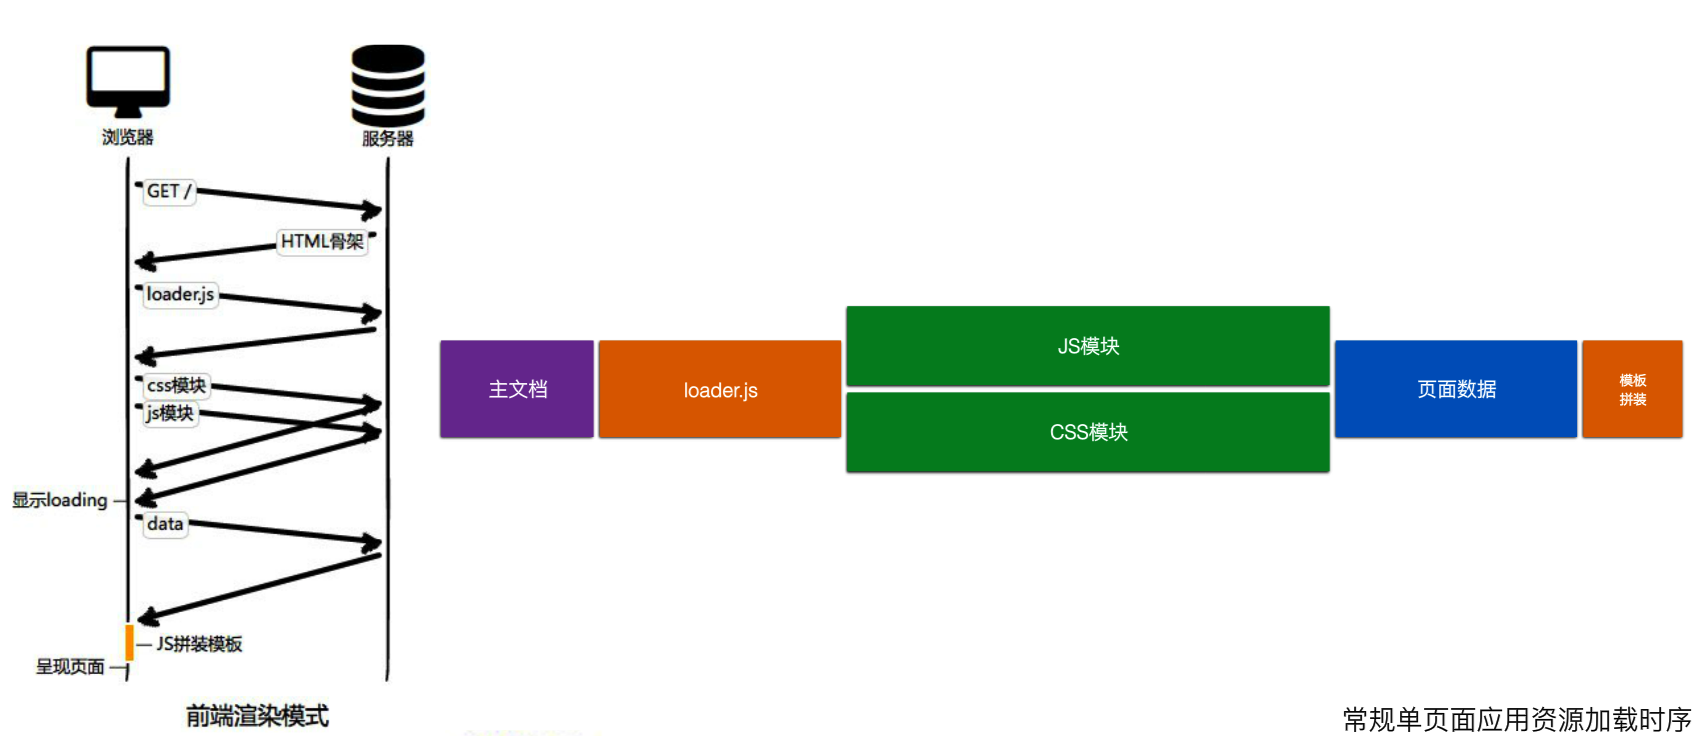 浏览器
服务器
GET /
HTML骨架
loader.js
css模块
js模块
显示loading
data
JS拼装模板
呈现页面
前端渲染模式
主文档
loader.js
JS模块
CSS模块
页面数据
模板
拼装
常规单页面应用资源加载时序